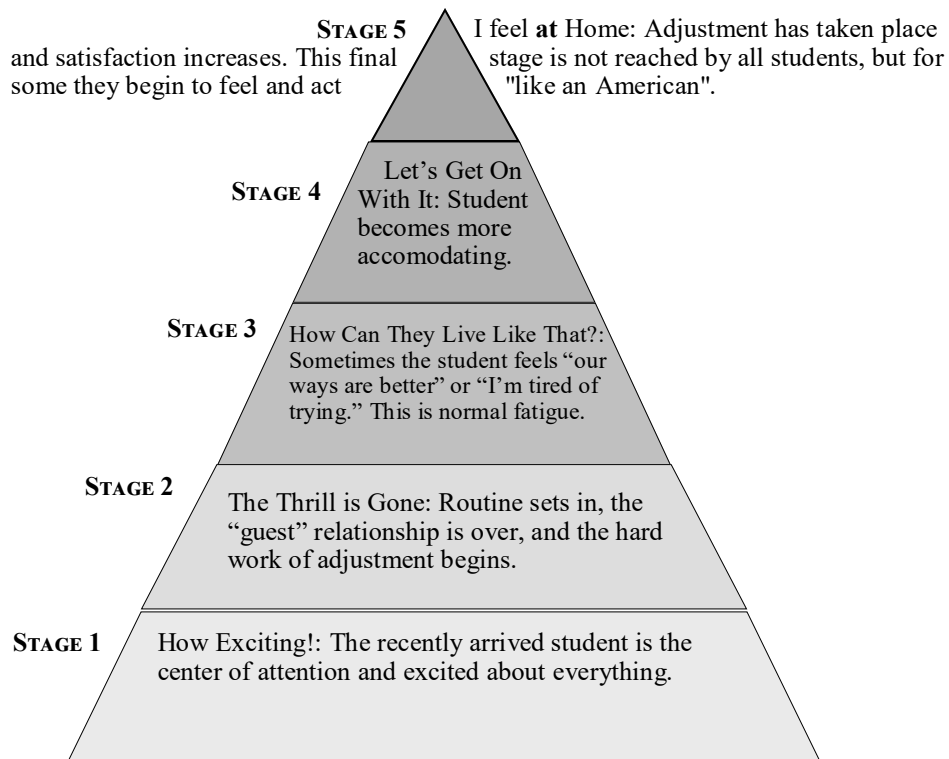 STAGE 5 I feel at Home: Adjustment has taken place
and satisfaction increases. This final stage is not reached by all students, but for
some they begin to feel and act "like an American".
STAGE 4
Let’s Get On
With It: Student
becomes more
accomodating.
STAGE 3
How Can They Live Like That?:
Sometimes the student feels “our
ways are better” or “I’m tired of
trying.” This is normal fatigue.
STAGE 2
The Thrill is Gone: Routine sets in, the
“guest” relationship is over, and the hard
work of adjustment begins.
STAGE 1
How Exciting!: The recently arrived student is the
center of attention and excited about everything.